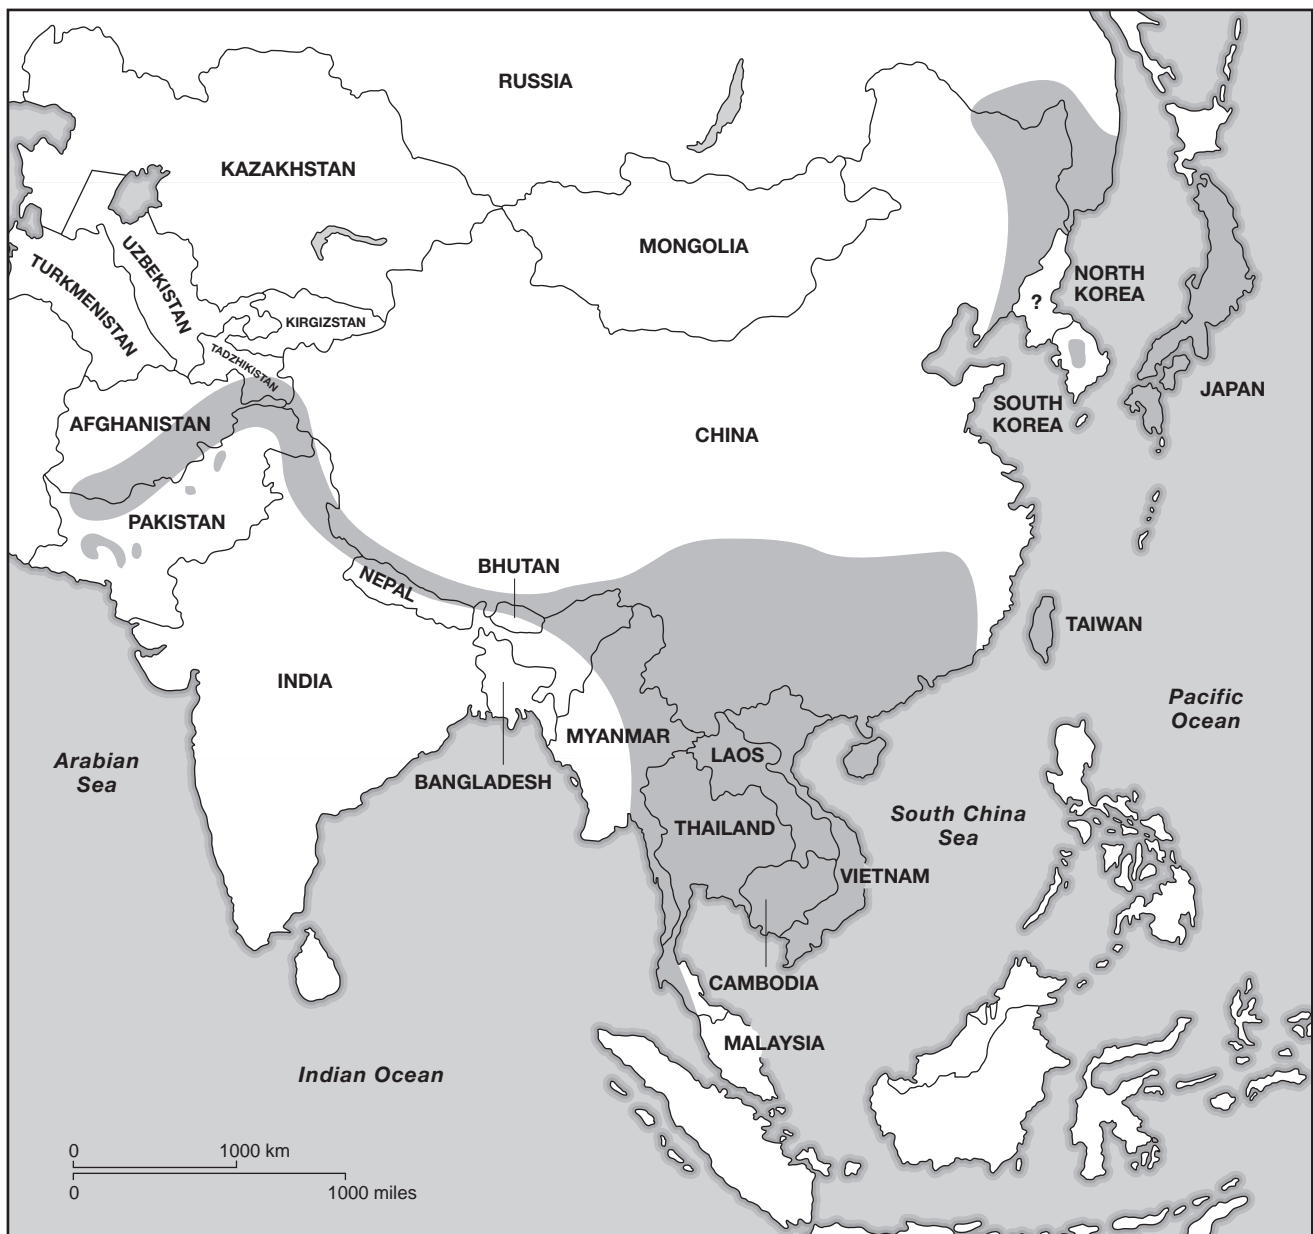 RUSSIA
KAZAKHSTAN
MONGOLIA
UZBEKISTAN
TURKMENISTAN
KIRGIZSTAN
TADZHIKISTAN
NORTH
KOREA
?
SOUTH
KOREA
JAPAN
AFGHANISTAN
CHINA
PAKISTAN
BHUTAN
NEPAL
TAIWAN
INDIA
Pacific
Ocean
MYANMAR
LAOS
Arabian
Sea
BANGLADESH
South China
Sea
THAILAND
VIETNAM
CAMBODIA
MALAYSIA
Indian Ocean
0 1000 km
0 1000 miles